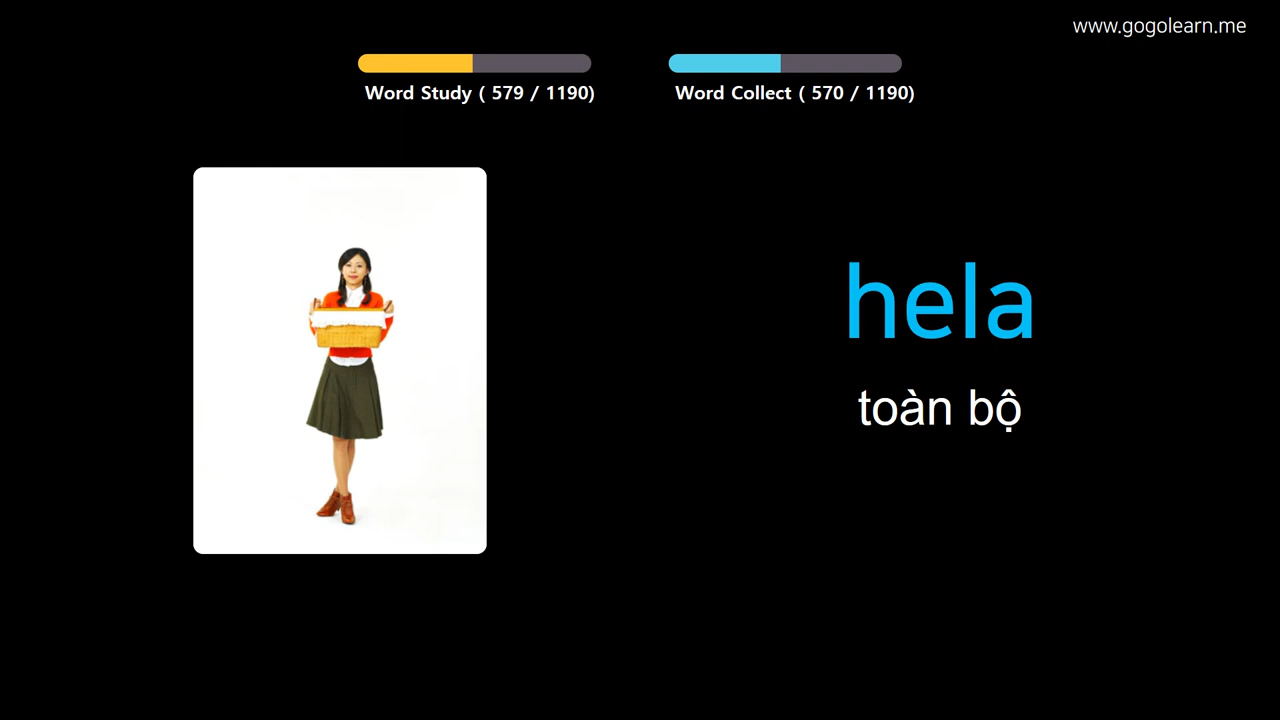 www.gogolearn.me
Word Study ( 579 / 1190)
Word Collect ( 570 / 1190)
hela
toàn bộ